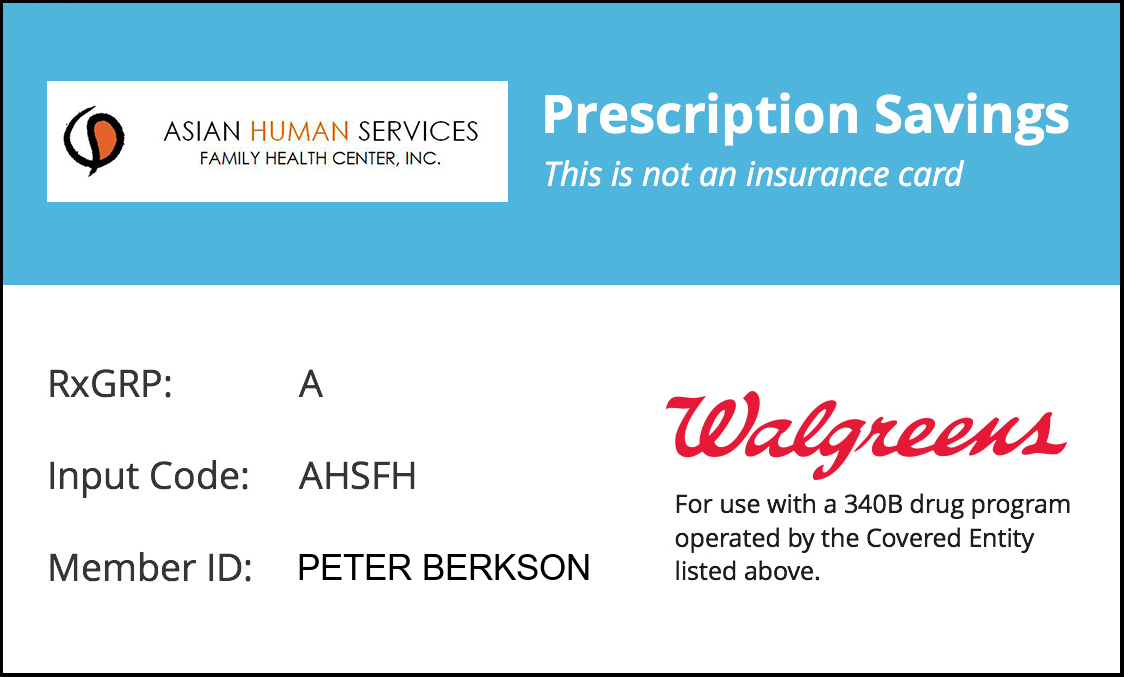 ASIAN HUMAN SERVICES
FAMILY HEALTH CENTER, INC.
Prescription Savings
This is not an insurance card
RxGRP: A
Input Code: AHSFH
Member ID: PETER BERKSON
Walgreens
For use with a 340B drug program
operated by the Covered Entity
listed above.